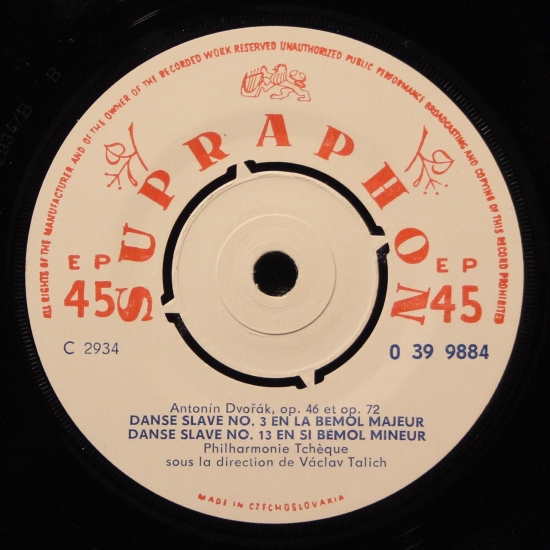 ALL RIGHTS OF THE MANUFACTURER AND OF THE OWNER OF THE RECORDED WORK RESERVED UNAUTHORIZED PUBLIC PERFORMANCE BROADCASTING AND COPYING OF THIS RECORD PROHIBITED
SUPRAPHON
EP
45
EP
45
C 2934
0 39 9884
Antonín Dvořák, op. 46 et op. 72
DANSE SLAVE NO. 3 EN LA BEMOL MAJEUR
DANSE SLAVE NO. 13 EN SI BÉMOL MINEUR
Philharmonie Tchèque
sous la direction de Václav Talich
MADE IN CZECHOSLOVAKIA